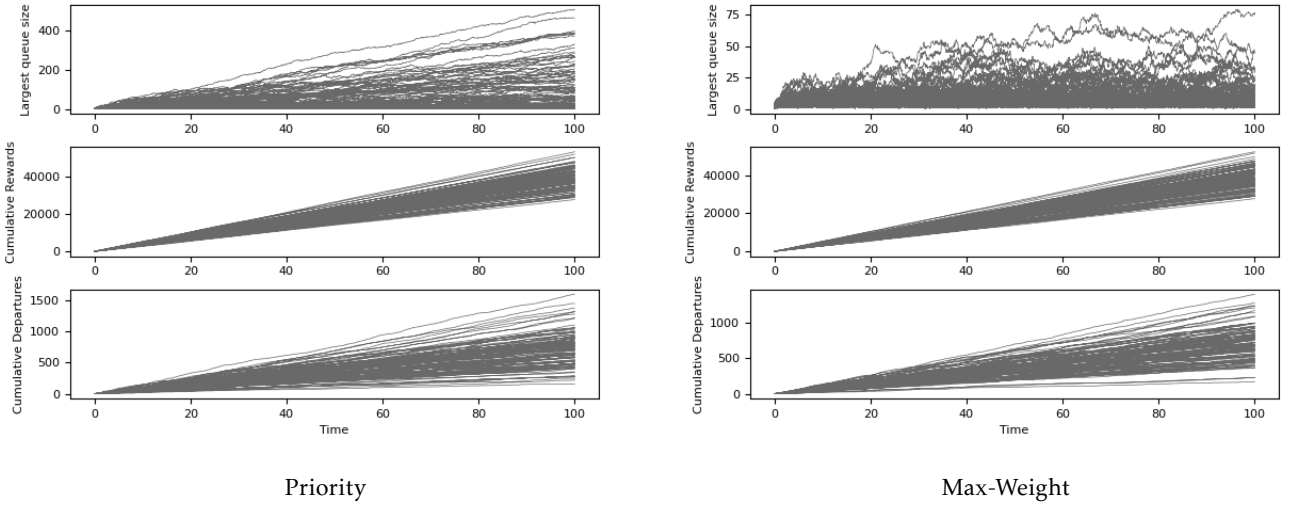 Largest queue size
400
200
0
0 20 40 60 80 100
Cumulative Rewards
40000
20000
0
0 20 40 60 80 100
Cumulative Departures
1500
1000
500
0
0 20 40 60 80 100
Time
Priority
Largest queue size
75
50
25
0
0 20 40 60 80 100
Cumulative Rewards
40000
20000
0
0 20 40 60 80 100
Cumulative Departures
1000
500
0
0 20 40 60 80 100
Time
Max-Weight